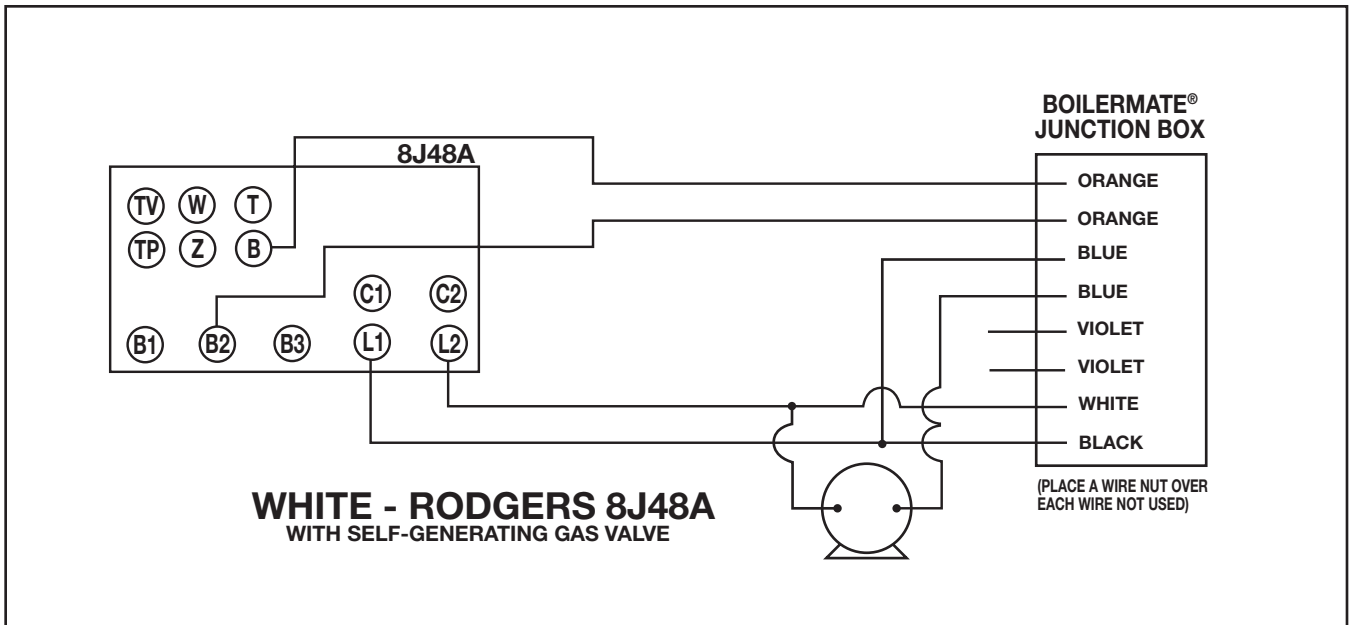 BOILERMATE®
JUNCTION BOX
8J48A
TV W T
TP Z B
C1 C2
B1 B2 B3 L1 L2
ORANGE
ORANGE
BLUE
BLUE
VIOLET
VIOLET
WHITE
BLACK
(PLACE A WIRE NUT OVER
EACH WIRE NOT USED)
WHITE - RODGERS 8J48A
WITH SELF-GENERATING GAS VALVE